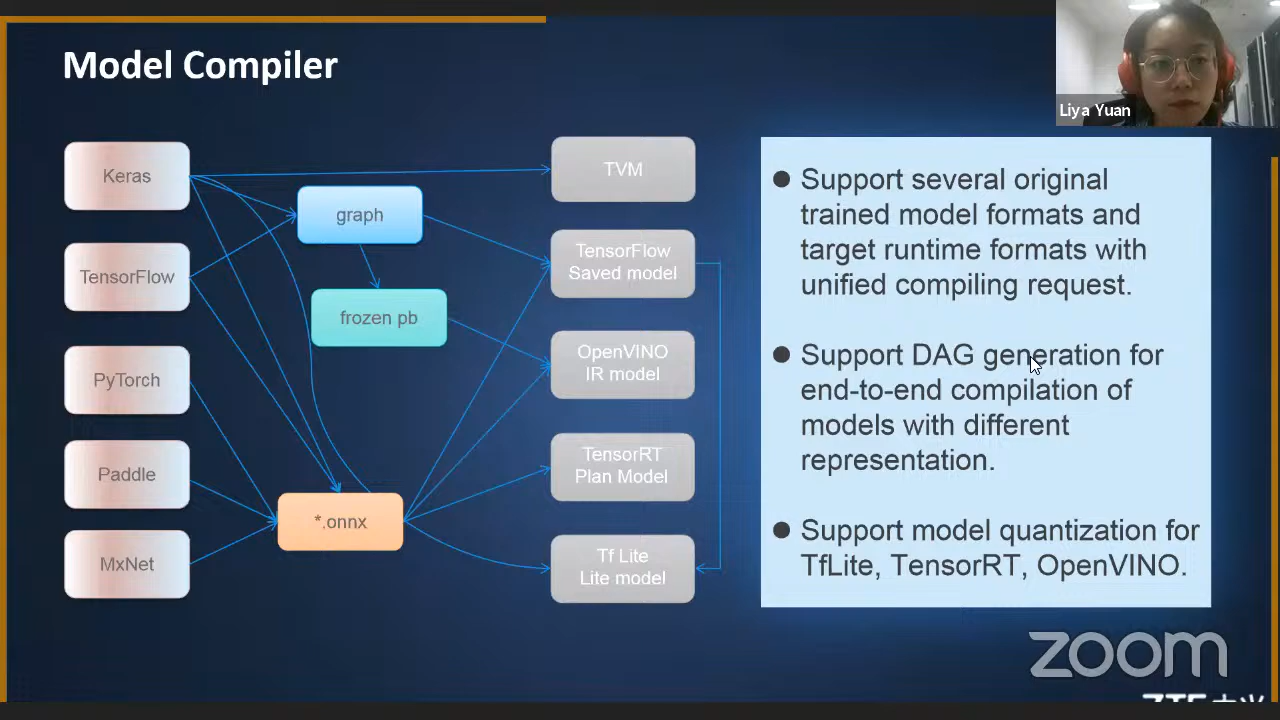 Model Compiler
Liya Yuan
Keras
TensorFlow
PyTorch
Paddle
MxNet
graph
frozen pb
*.onnx
TVM
TensorFlow
Saved model
OpenVINO
IR model
TensorRT
Plan Model
Tf Lite
Lite model
Support several original
trained model formats and
target runtime formats with
unified compiling request.
Support DAG generation for
end-to-end compilation of
models with different
representation.
Support model quantization for
TfLite, TensorRT, OpenVINO.
zoom